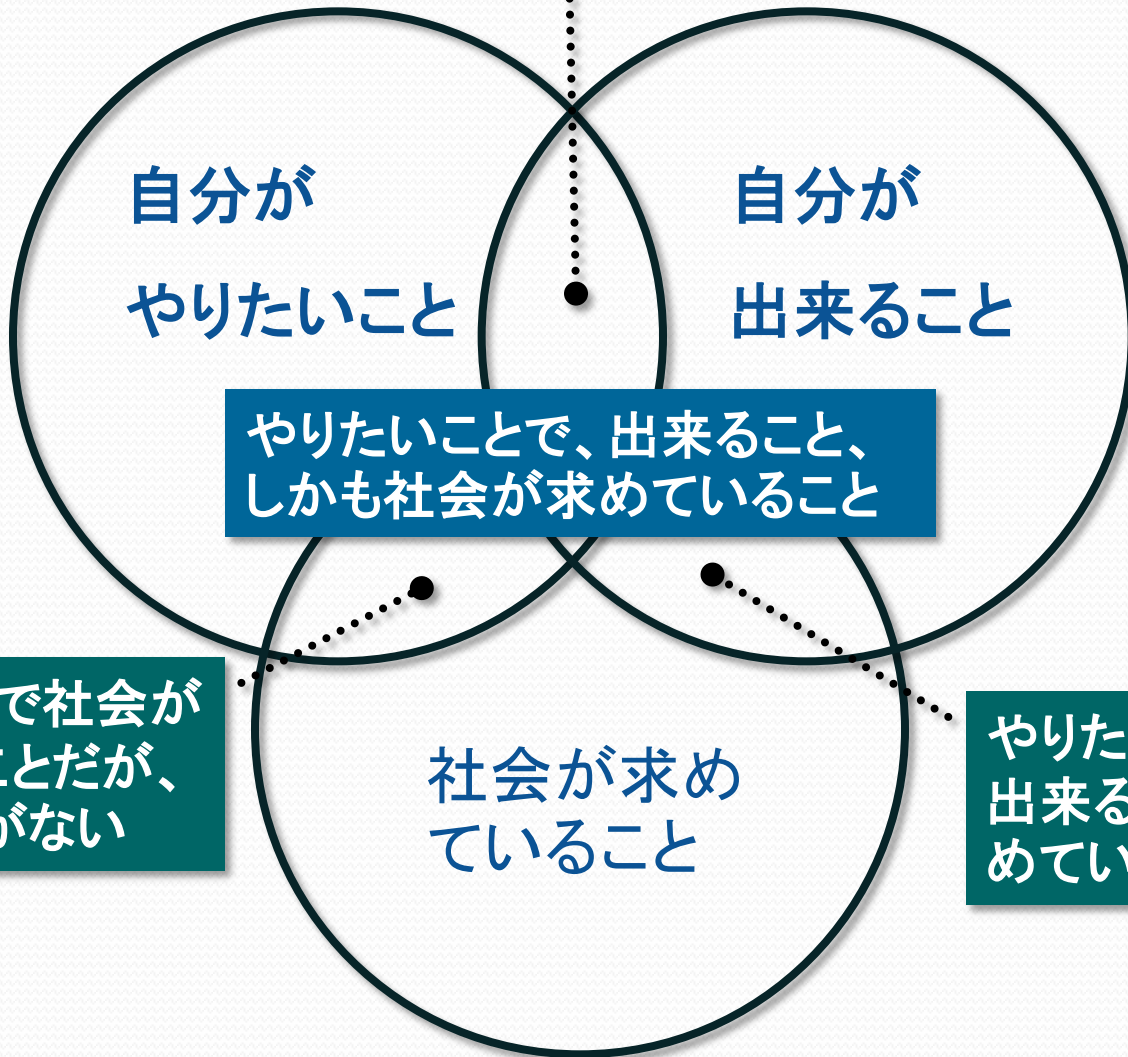 自分が
やりたいこと
自分が
出来ること
やりたいことで、出来ること、
しかも社会が求めていること
で社会が
ことだが、
がない
社会が求め
ていること
やりた
出来る
めてい